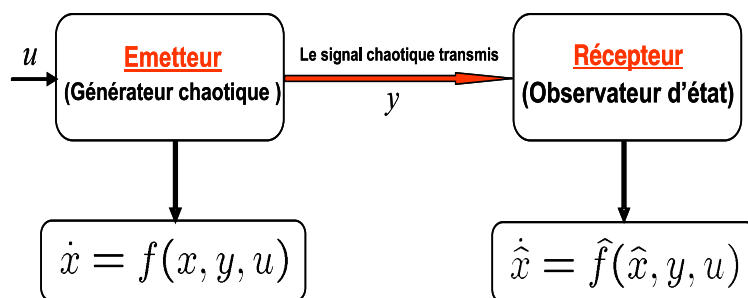 u
Emetteur
(Générateur chaotique )
Le signal chaotique transmis
y
Récepteur
(Observateur d'état)
ẋ = f(x, y, u)
x̂̇ = f̂(x̂, y, u)